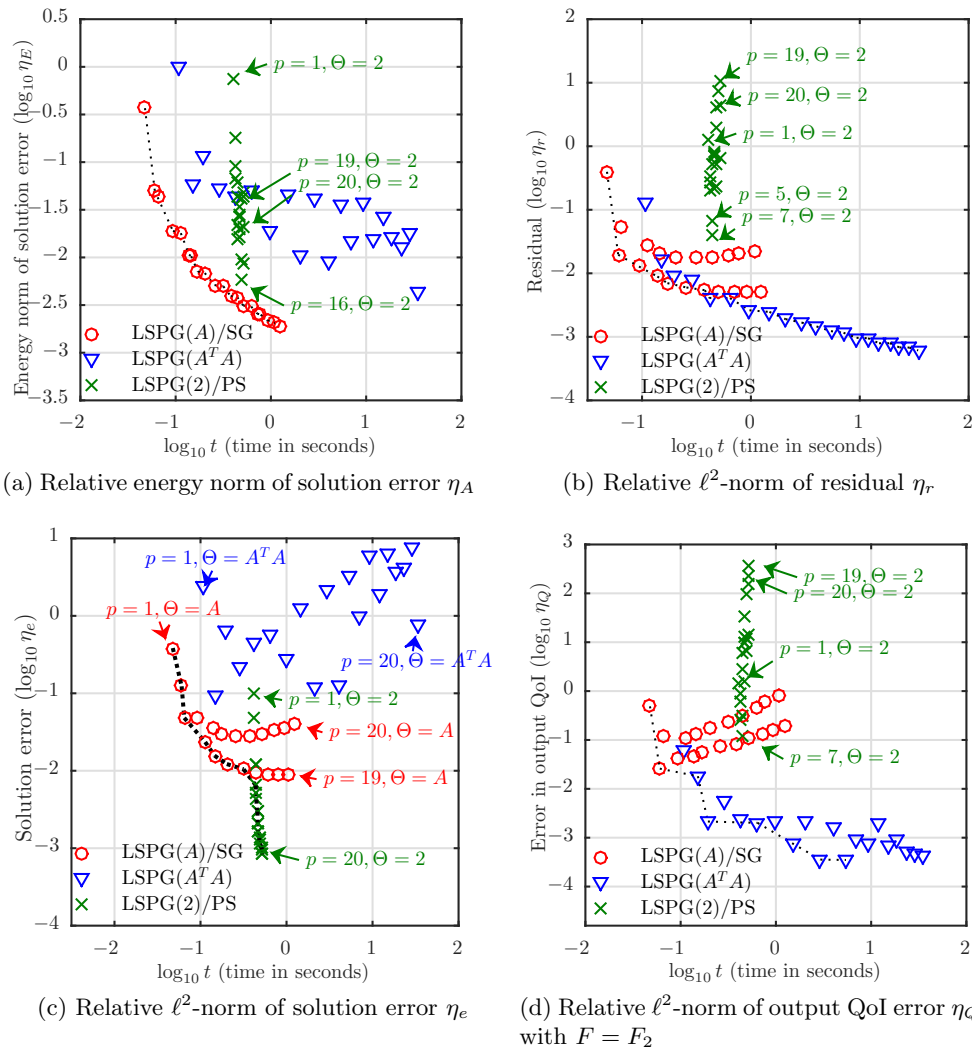 Energy norm of solution error (log₁₀ η_E)
0.5
0
−0.5
−1
−1.5
−2
−2.5
−3
−3.5
p = 1, Θ = 2
p = 19, Θ = 2
p = 20, Θ = 2
p = 16, Θ = 2
LSPG(A)/SG
LSPG(A^T A)
LSPG(2)/PS
−2 −1 0 1 2
log₁₀ t (time in seconds)
(a) Relative energy norm of solution error η_A
Residual (log₁₀ η_r)
2
1
0
−1
−2
−3
−4
p = 19, Θ = 2
p = 20, Θ = 2
p = 1, Θ = 2
p = 5, Θ = 2
p = 7, Θ = 2
LSPG(A)/SG
LSPG(A^T A)
LSPG(2)/PS
−1 0 1 2
log₁₀ t (time in seconds)
(b) Relative ℓ²-norm of residual η_r
Solution error (log₁₀ η_e)
1
0
−1
−2
−3
−4
p = 1, Θ = A^T A
p = 1, Θ = A
p = 20, Θ = A^T A
p = 1, Θ = 2
p = 20, Θ = A
p = 19, Θ = A
p = 20, Θ = 2
LSPG(A)/SG
LSPG(A^T A)
LSPG(2)/PS
−2 −1 0 1 2
log₁₀ t (time in seconds)
(c) Relative ℓ²-norm of solution error η_e
Error in output QoI (log₁₀ η_Q)
3
2
1
0
−1
−2
−3
−4
p = 19, Θ = 2
p = 20, Θ = 2
p = 1, Θ = 2
p = 7, Θ = 2
LSPG(A)/SG
LSPG(A^T A)
LSPG(2)/PS
−2 −1 0 1 2
log₁₀ t (time in seconds)
(d) Relative ℓ²-norm of output QoI error η_Q
with F = F₂